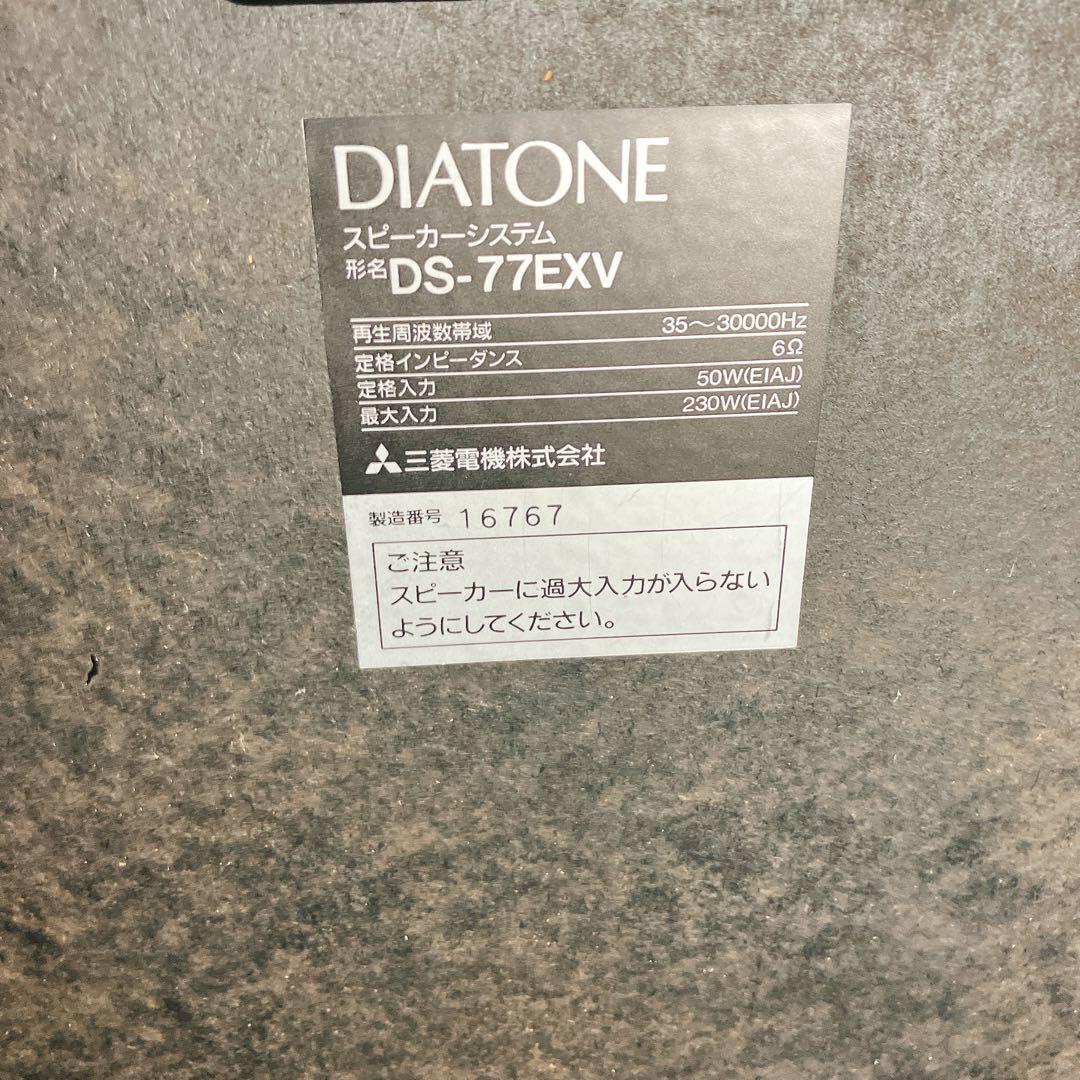 DIATONE
スピーカーシステム
形名 DS-77EXV
再生周波数帯域 35〜30000Hz
定格インピーダンス 6Ω
定格入力 50W(EIAJ)
最大入力 230W(EIAJ)
三菱電機株式会社
製造番号 16767
ご注意
スピーカーに過大入力が入らない
ようにしてください。